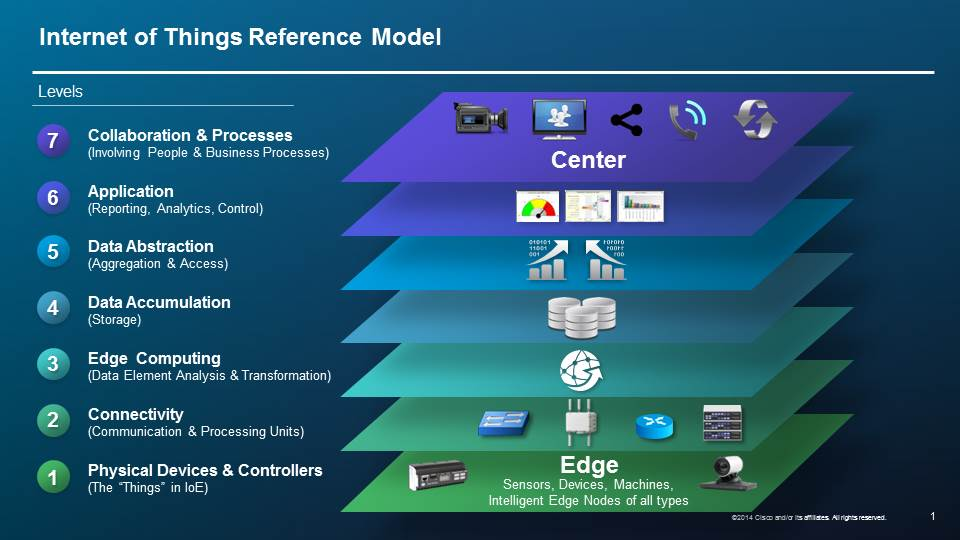 Internet of Things Reference Model
Levels
7
Collaboration & Processes
(Involving People & Business Processes)
6
Application
(Reporting, Analytics, Control)
5
Data Abstraction
(Aggregation & Access)
4
Data Accumulation
(Storage)
3
Edge Computing
(Data Element Analysis & Transformation)
2
Connectivity
(Communication & Processing Units)
1
Physical Devices & Controllers
(The “Things” in IoE)
Center
010101
11001
001
Edge
Sensors, Devices, Machines,
Intelligent Edge Nodes of all types
©2014 Cisco and/or its affiliates. All rights reserved.
1